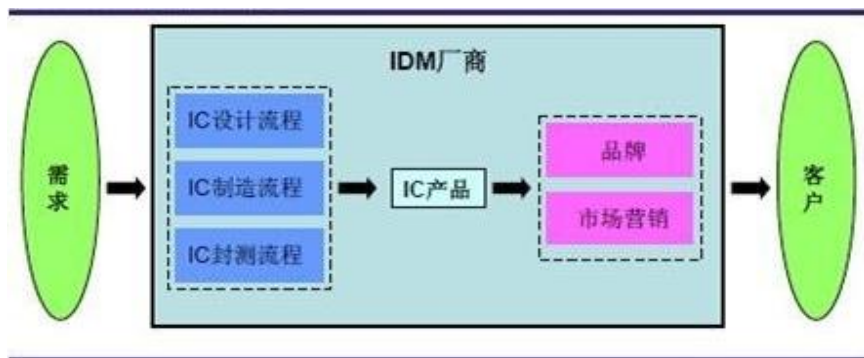 IDM厂商
需求
IC设计流程
IC制造流程
IC封测流程
IC产品
品牌
市场营销
客户